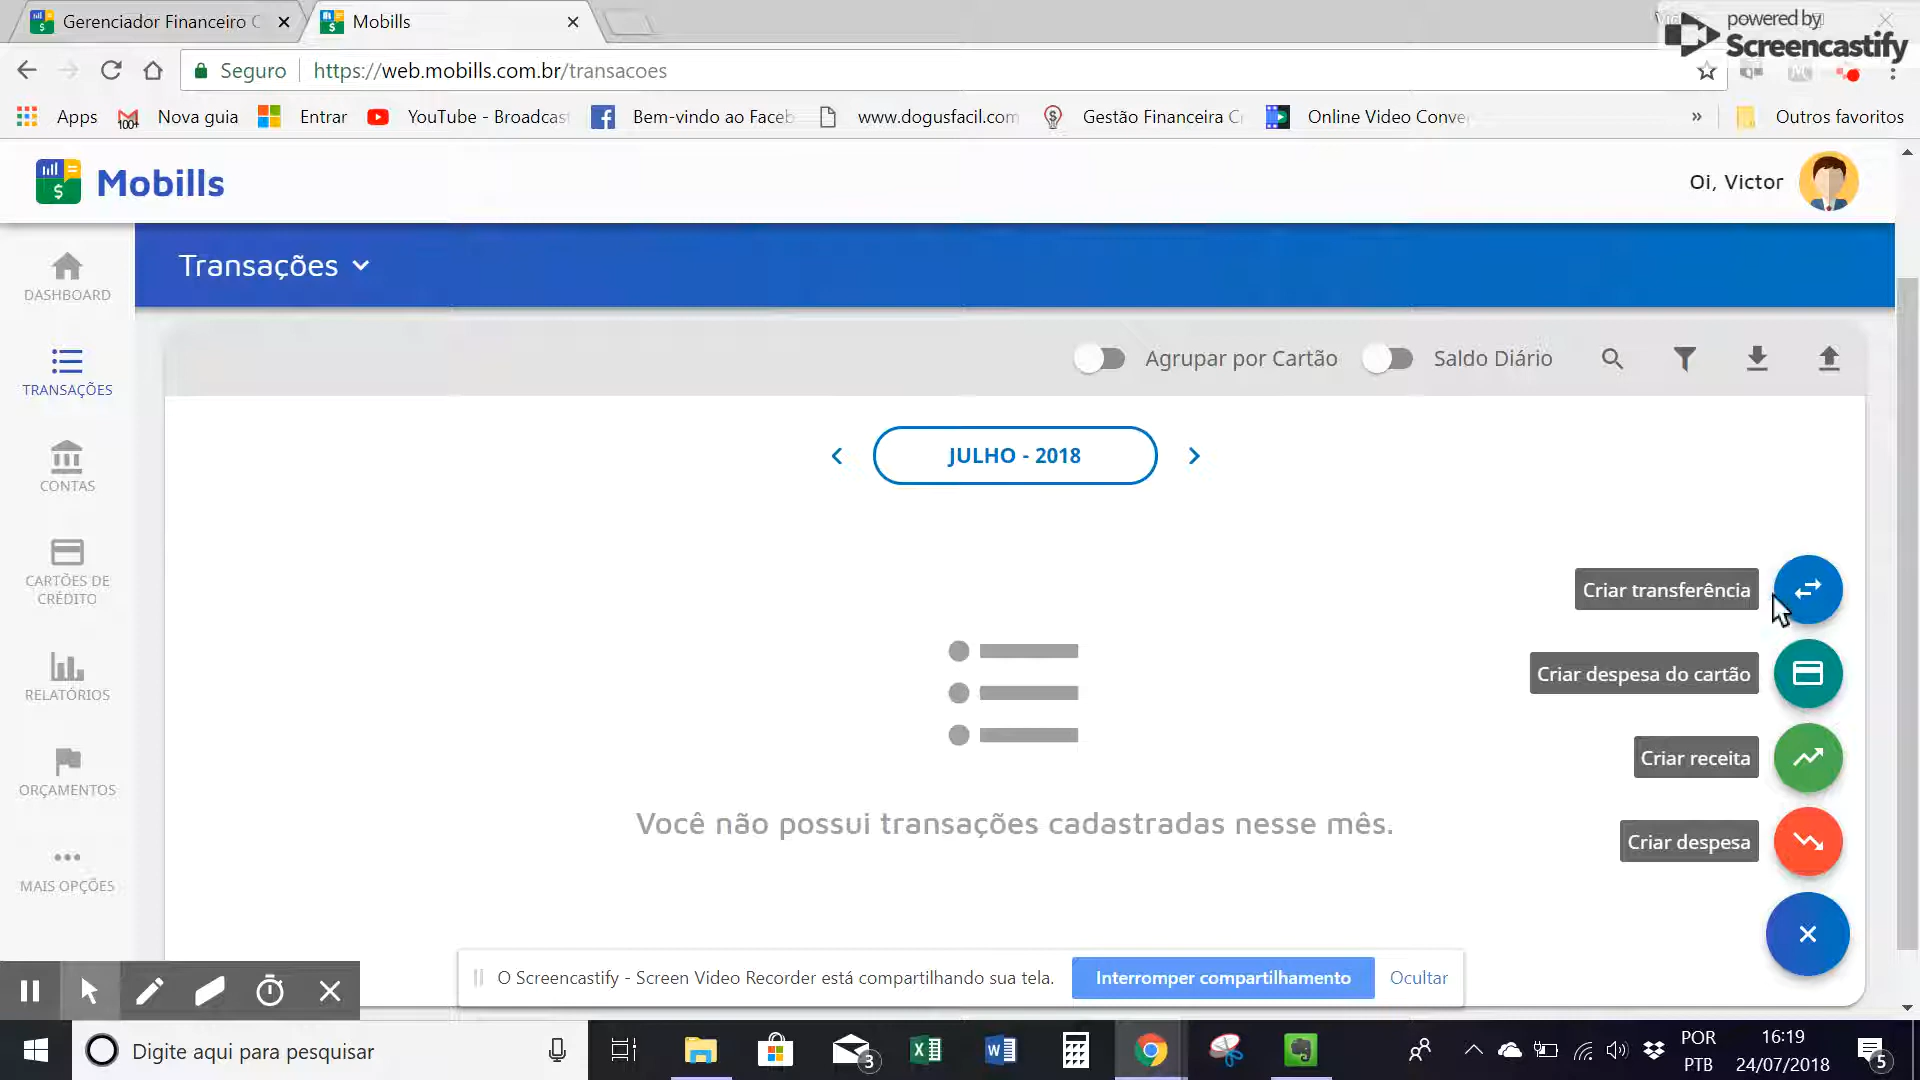 Gerenciador Financeiro
Mobills
powered by
Screencastify
Seguro
https://web.mobills.com.br/transacoes
Apps
100+
Nova guia
Entrar
YouTube - Broadcast
Bem-vindo ao Faceb
www.dogusfacil.com
Gestão Financeira
Online Video Conve
»
Outros favoritos
Mobills
Oi, Victor
DASHBOARD
TRANSAÇÕES
CONTAS
CARTÕES DE
CRÉDITO
RELATÓRIOS
ORÇAMENTOS
MAIS OPÇÕES
Transações
Agrupar por Cartão
Saldo Diário
JULHO - 2018
Você não possui transações cadastradas nesse mês.
Criar transferência
Criar despesa do cartão
Criar receita
Criar despesa
O Screencastify - Screen Video Recorder está compartilhando sua tela.
Interromper compartilhamento
Ocultar
Digite aqui para pesquisar
3
POR
PTB
16:19
24/07/2018
5